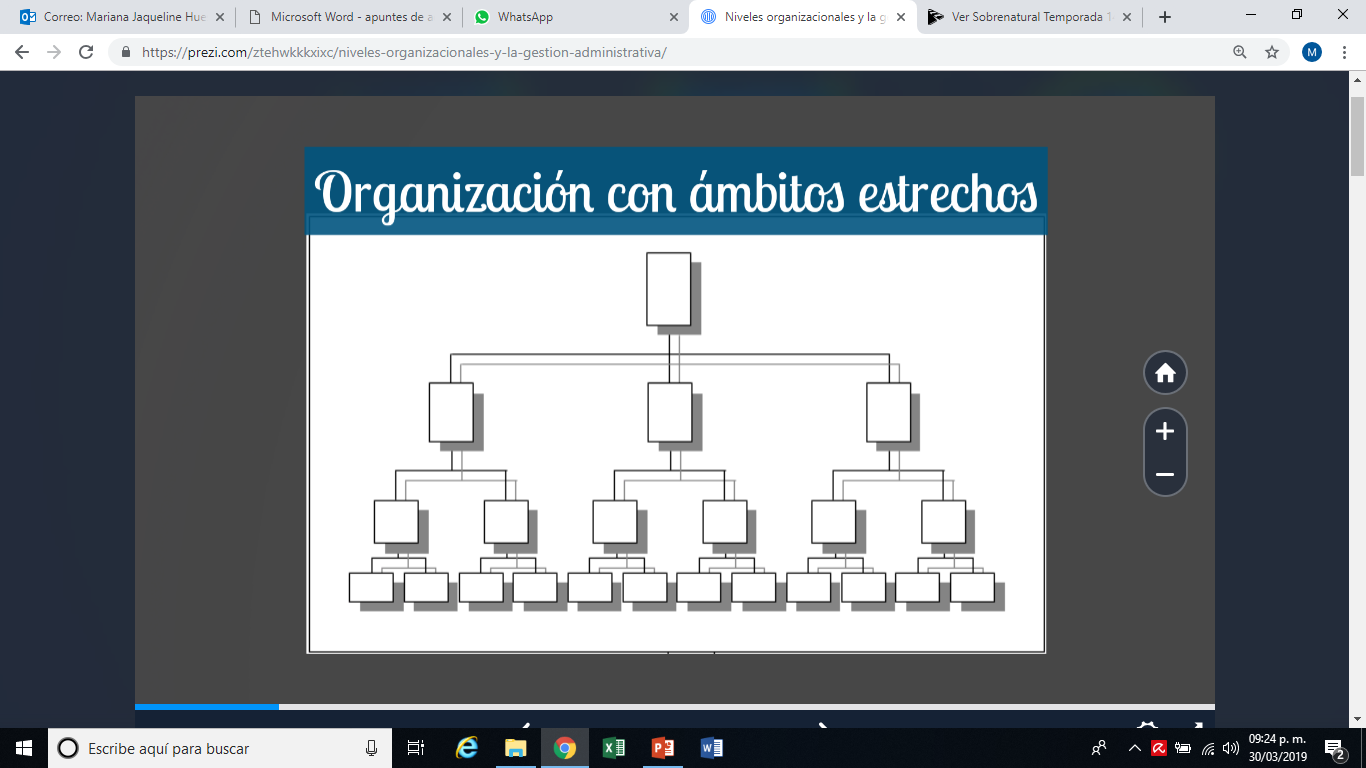 Correo: Mariana Jaqueline Hue
Microsoft Word - apuntes de a
WhatsApp
Niveles organizacionales y la g
Ver Sobrenatural Temporada 1
https://prezi.com/ztehwkkkxixc/niveles-organizacionales-y-la-gestion-administrativa/
M
Organización con ámbitos estrechos
Escribe aquí para buscar
09:24 p. m.
30/03/2019
2